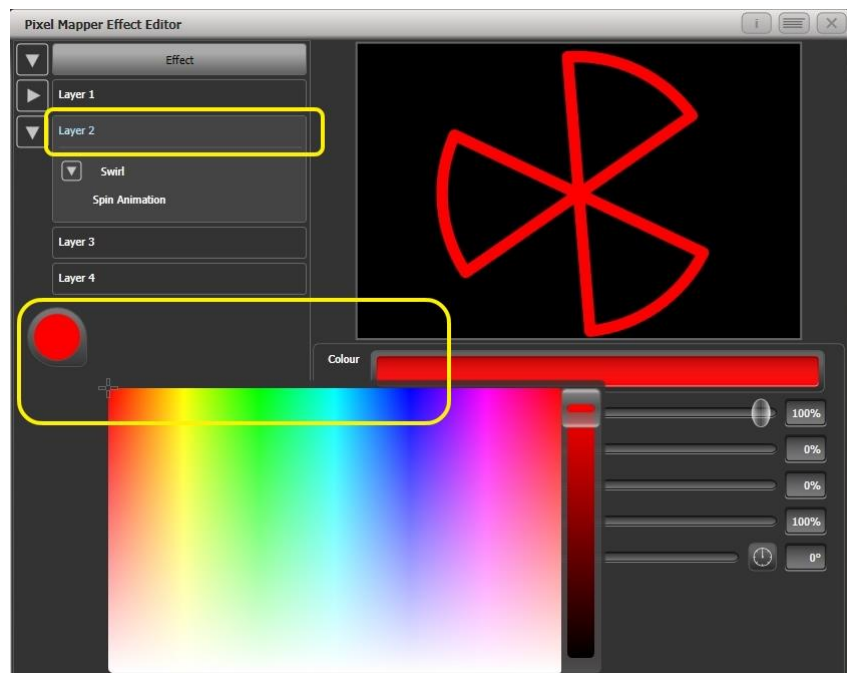 Pixel Mapper Effect Editor
i
Effect
Layer 1
Layer 2
Swirl
Spin Animation
Layer 3
Layer 4
Colour
100%
0%
0%
100%
0°